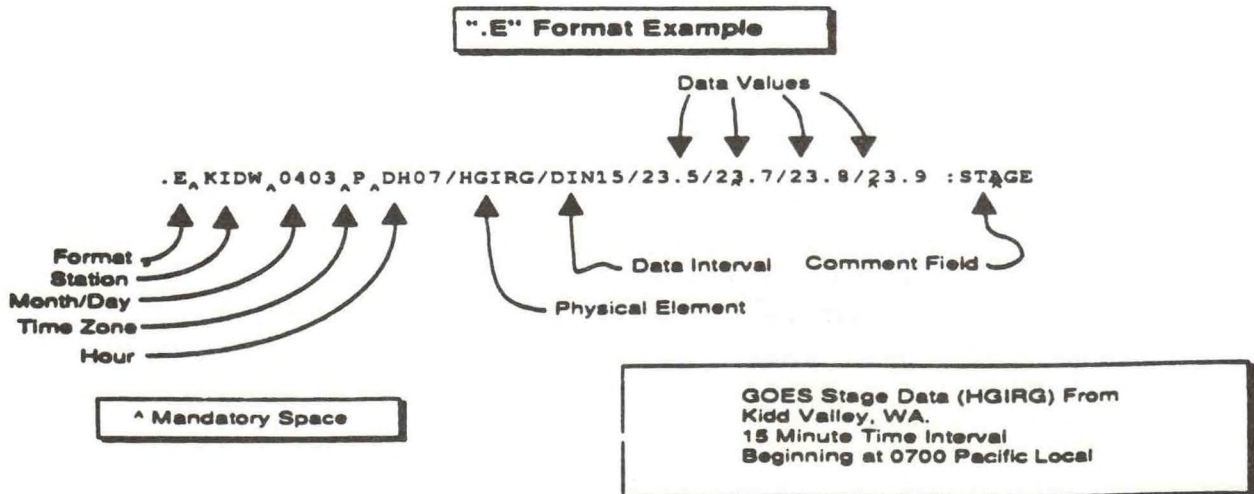 ".E" Format Example
Data Values
.E^KIDW^0403^P^DH07/HGIRG/DIN15/23.5/23.7/23.8/23.9 :STAGE
Format
Station
Month/Day
Time Zone
Hour
Data Interval
Comment Field
Physical Element
^ Mandatory Space
GOES Stage Data (HGIRG) From
Kidd Valley, WA.
15 Minute Time Interval
Beginning at 0700 Pacific Local